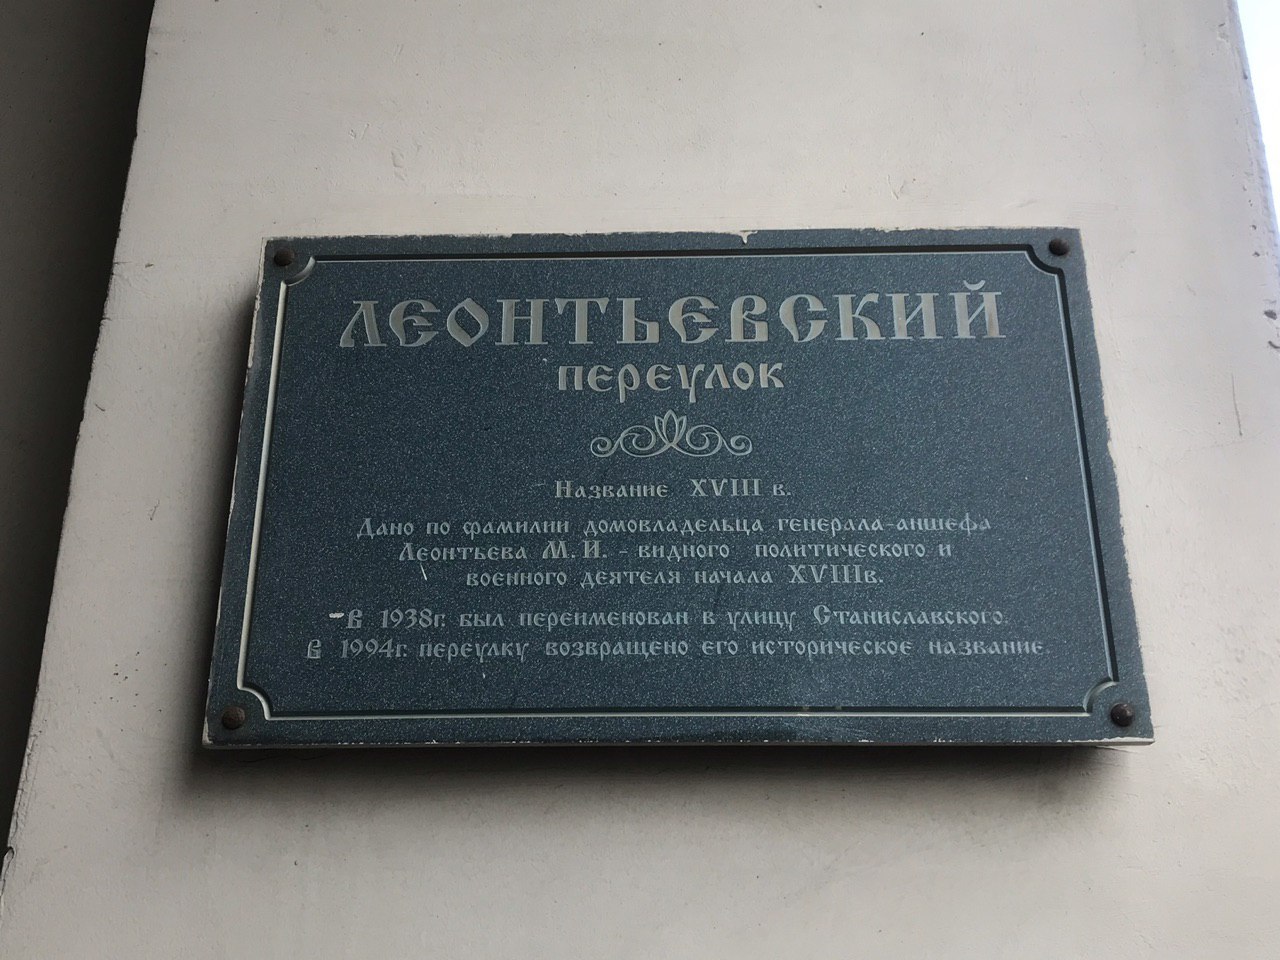 Леонтьевский
переулок
Название XVIII в.
Дано по фамилии домовладельца генерала-аншефа
Леонтьева М.И. - видного политического и
военного деятеля начала XVIIIв.
В 1938г. был переименован в улицу Станиславского.
В 1994г. переулку возвращено его историческое название.